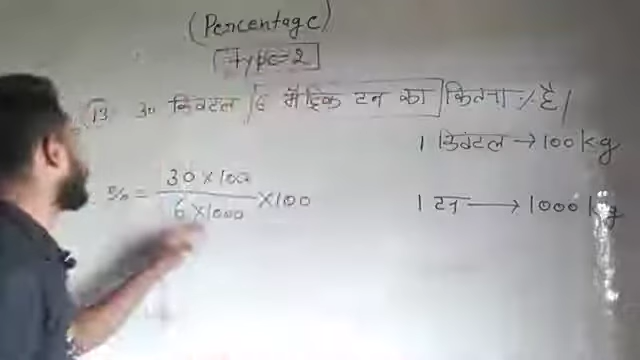 (Percentage)
Type=2
13. 30 क्विंटल, 6 मैट्रिक टन का कितना % है।
1 क्विंटल → 100 kg
% = 30 × 100 / 6 × 1000 × 100
1 टन → 1000 kg